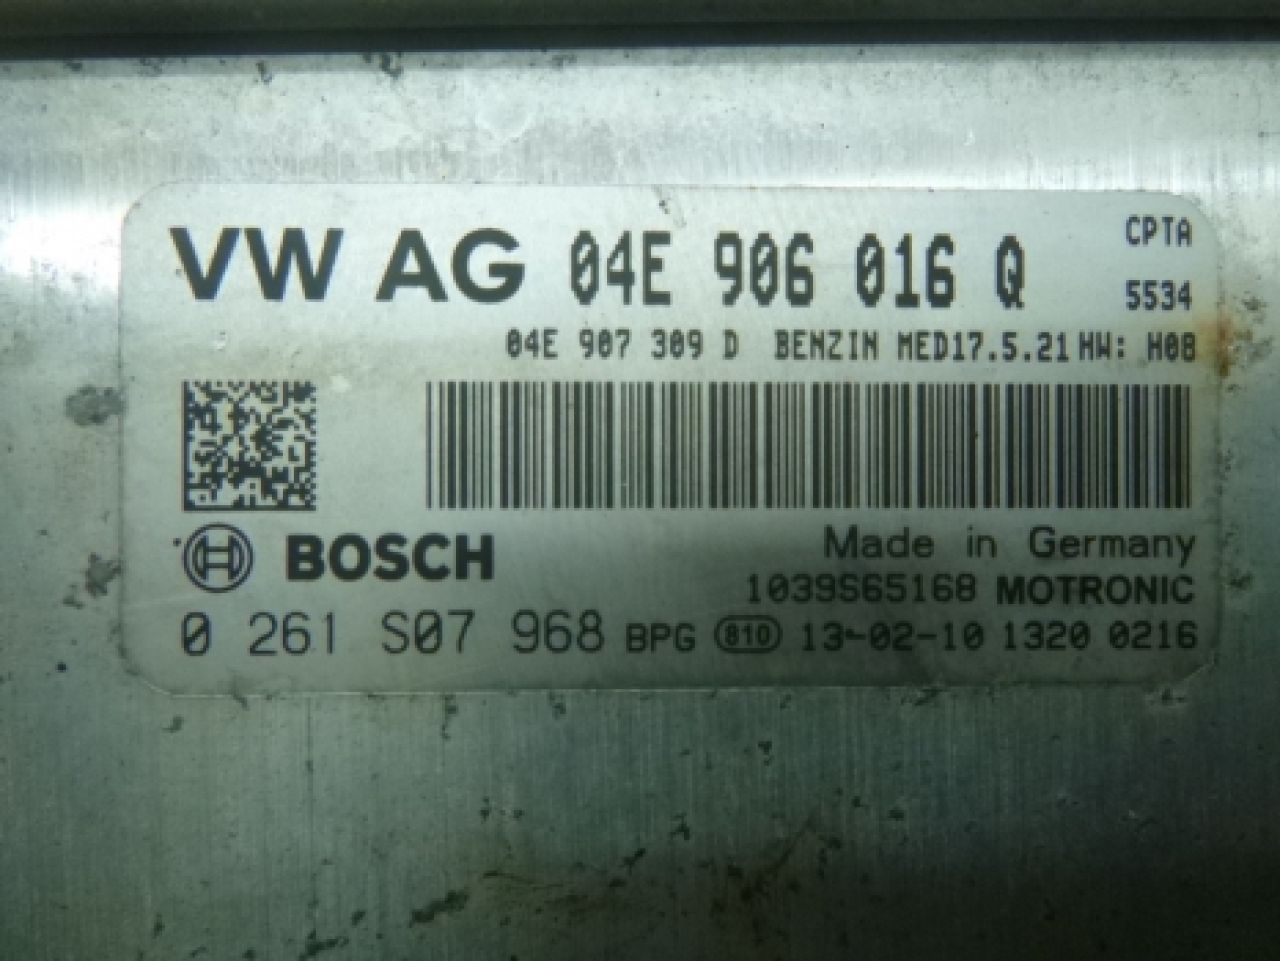 VW AG 04E 906 016 Q CPTA
5534
04E 907 309 D BENZIN MED17.5.21 HW: H08
BOSCH Made in Germany
1039S65168 MOTRONIC
0 261 S07 968 BPG 810 13-02-10 1320 0216